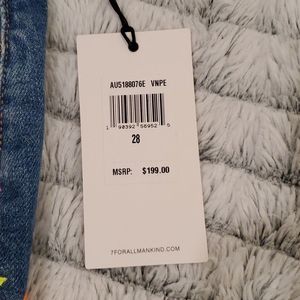 AU5188076E VNPE
1 90392 56952 5
28
MSRP: $199.00
7FORALLMANKIND.COM